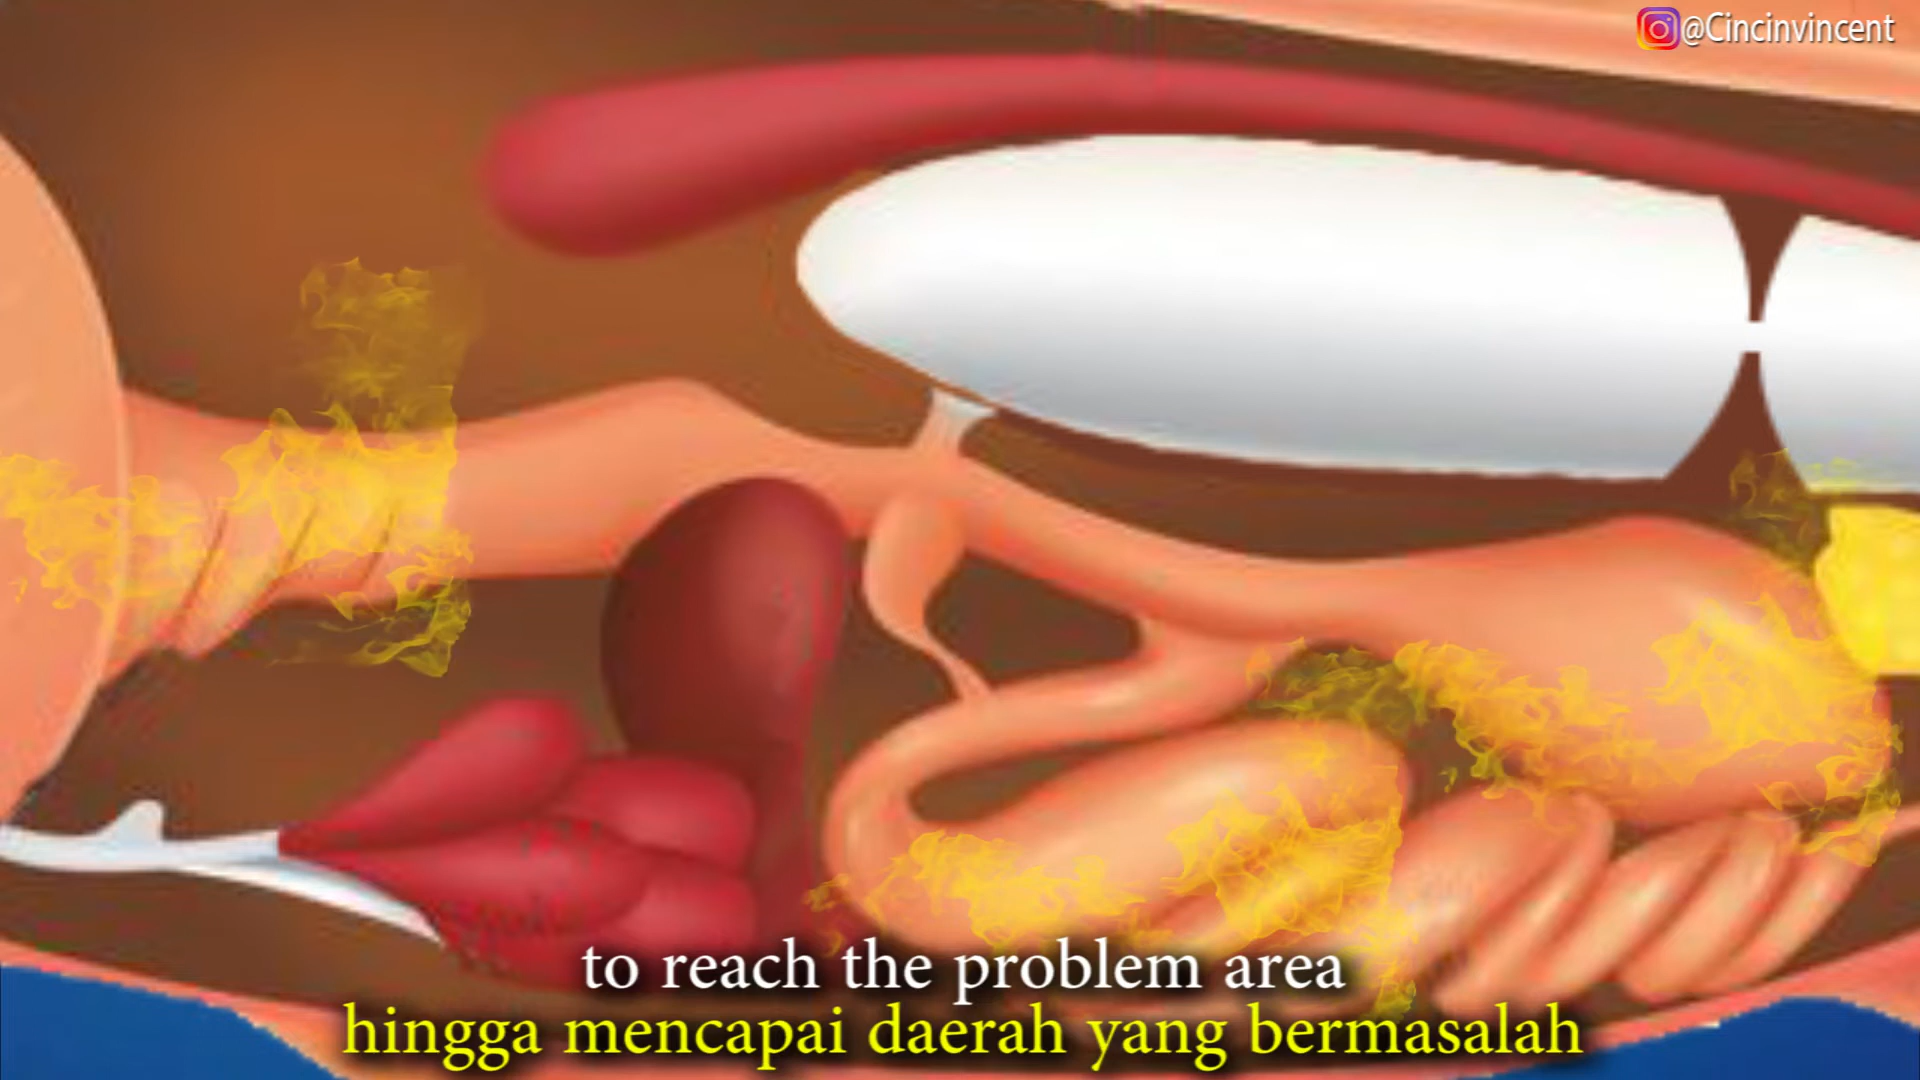 @Cincinvincent
to reach the problem area
hingga mencapai daerah yang bermasalah